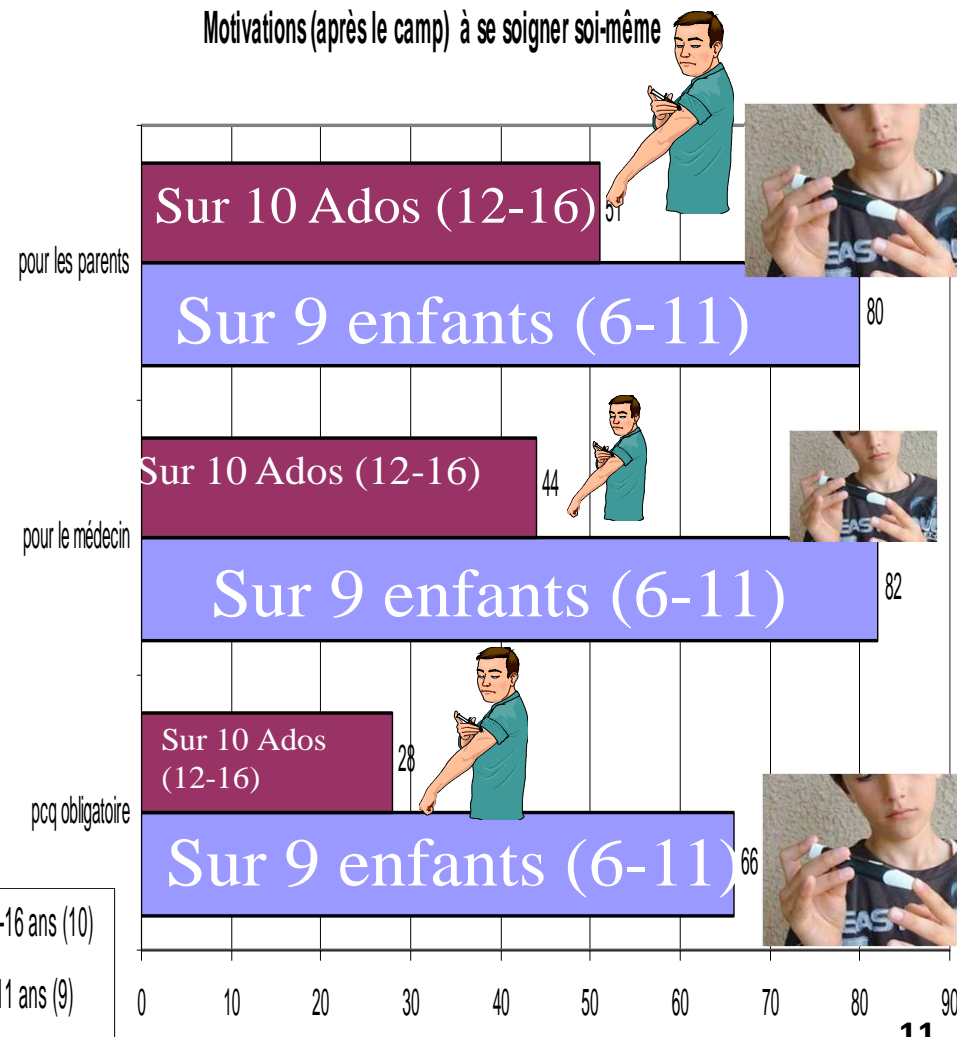 Motivations (après le camp) à se soigner soi-même
pour les parents
Sur 10 Ados (12-16)
51
Sur 9 enfants (6-11)
80
pour le médecin
Sur 10 Ados (12-16)
44
Sur 9 enfants (6-11)
82
pcq obligatoire
Sur 10 Ados
(12-16)
28
Sur 9 enfants (6-11)
66
-16 ans (10)
11 ans (9)
0 10 20 30 40 50 60 70 80 90
11